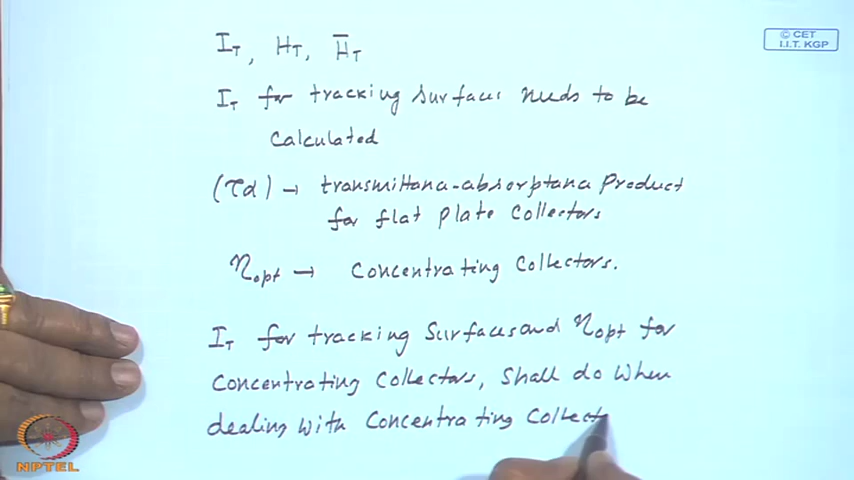 © CET
I.I.T. KGP
I_T, H_T, H̅_T
I_T for tracking surfaces needs to be
calculated
(τα) → transmittance-absorptance product
for flat plate collectors
η_opt → concentrating collectors.
I_T for tracking surfaces and η_opt for
concentrating collectors, shall do when
dealing with concentrating collect
NPTEL